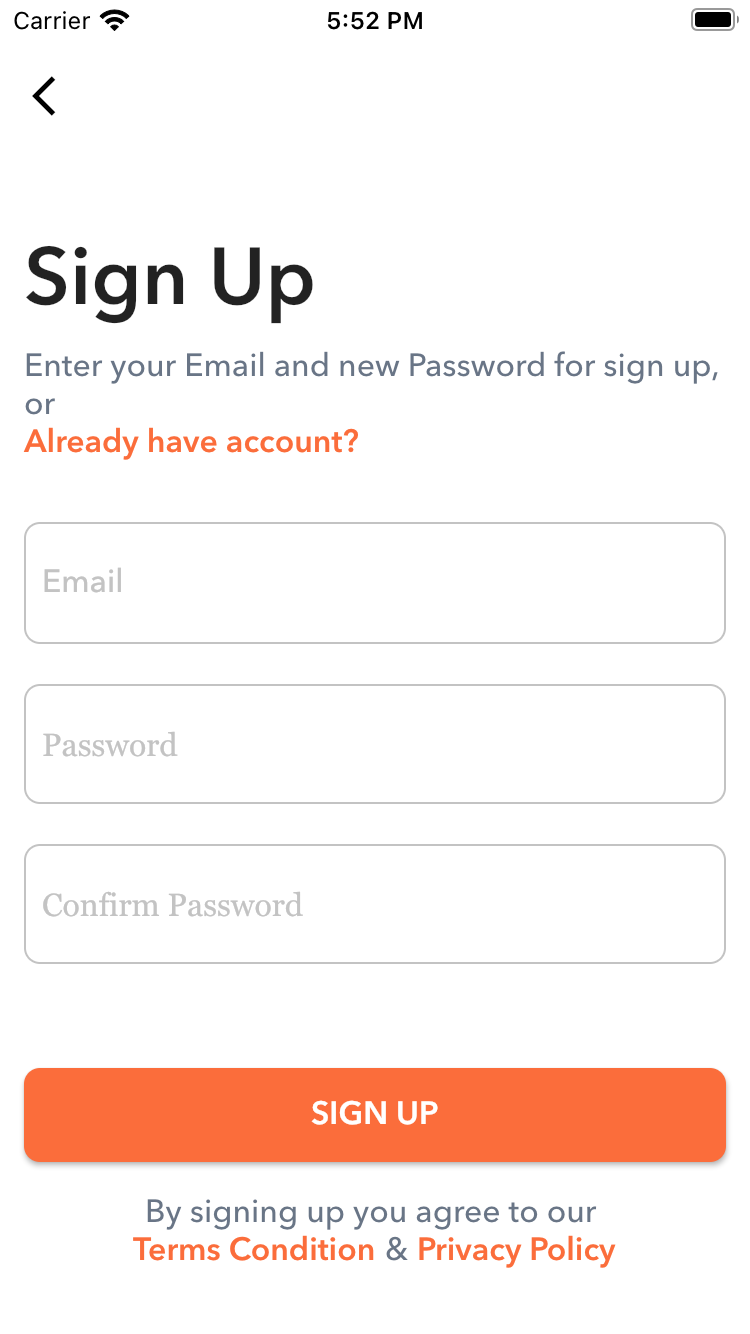 Carrier 5:52 PM
Sign Up
Enter your Email and new Password for sign up,
or
Already have account?
Email
Password
Confirm Password
SIGN UP
By signing up you agree to our
Terms Condition & Privacy Policy